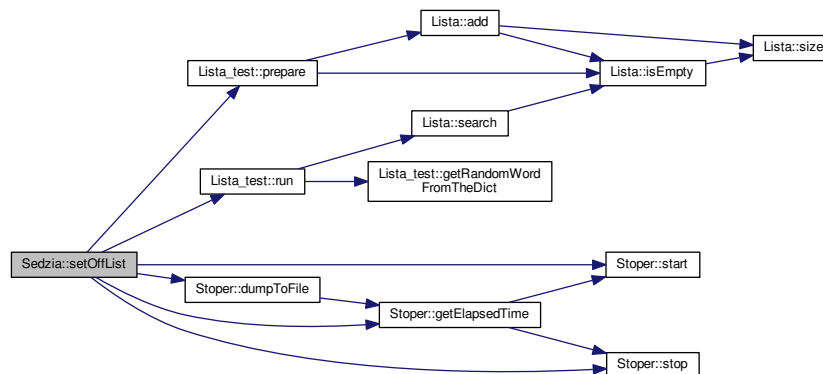 Lista::add
Lista::size
Lista_test::prepare
Lista::isEmpty
Lista::search
Lista_test::run
Lista_test::getRandomWord
FromTheDict
Sedzia::setOffList
Stoper::start
Stoper::dumpToFile
Stoper::getElapsedTime
Stoper::stop